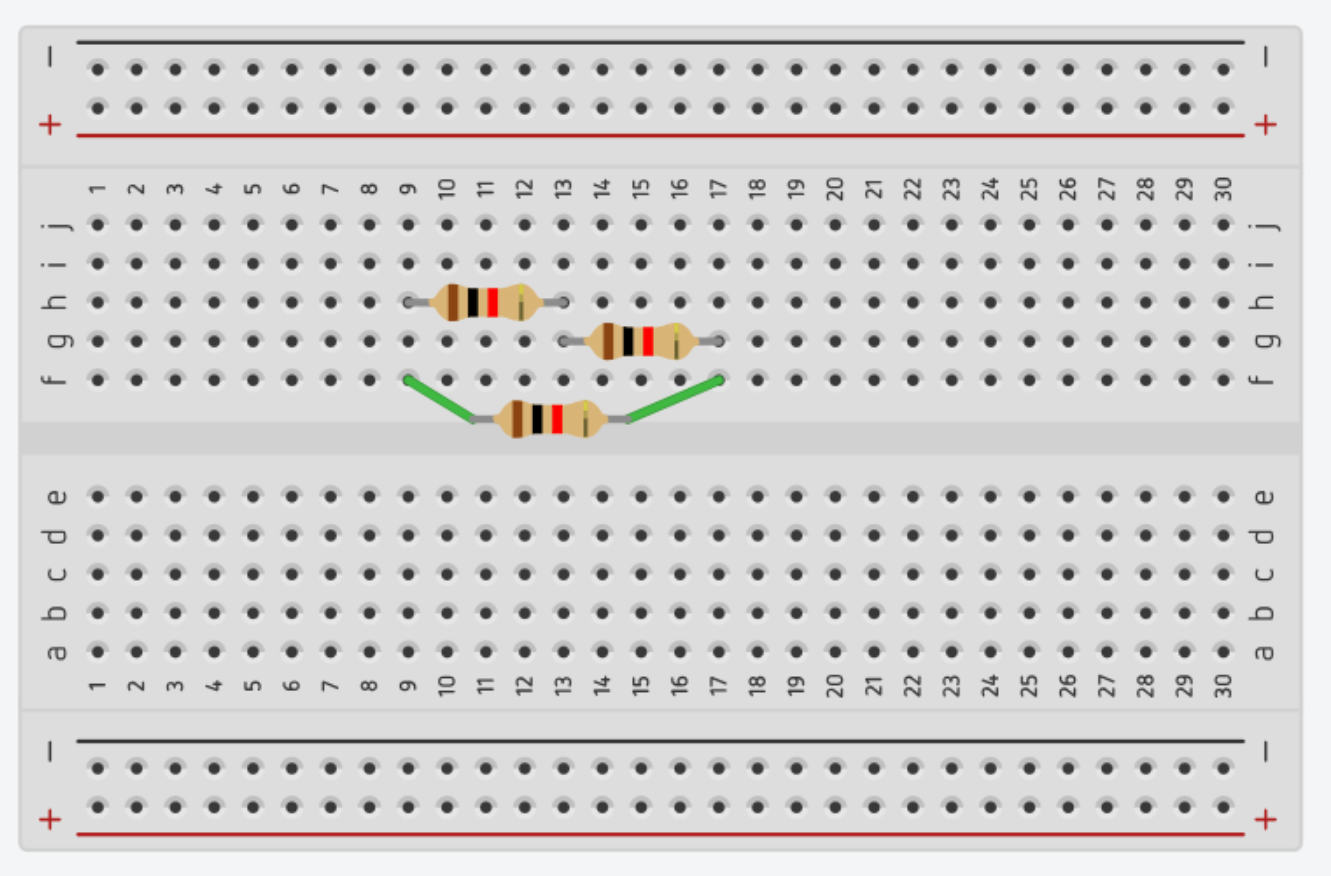 − −
+ +
1 2 3 4 5 6 7 8 9 10 11 12 13 14 15 16 17 18 19 20 21 22 23 24 25 26 27 28 29 30
j j
i i
h h
g g
f f
e e
d d
c c
b b
a a
1 2 3 4 5 6 7 8 9 10 11 12 13 14 15 16 17 18 19 20 21 22 23 24 25 26 27 28 29 30
− −
+ +